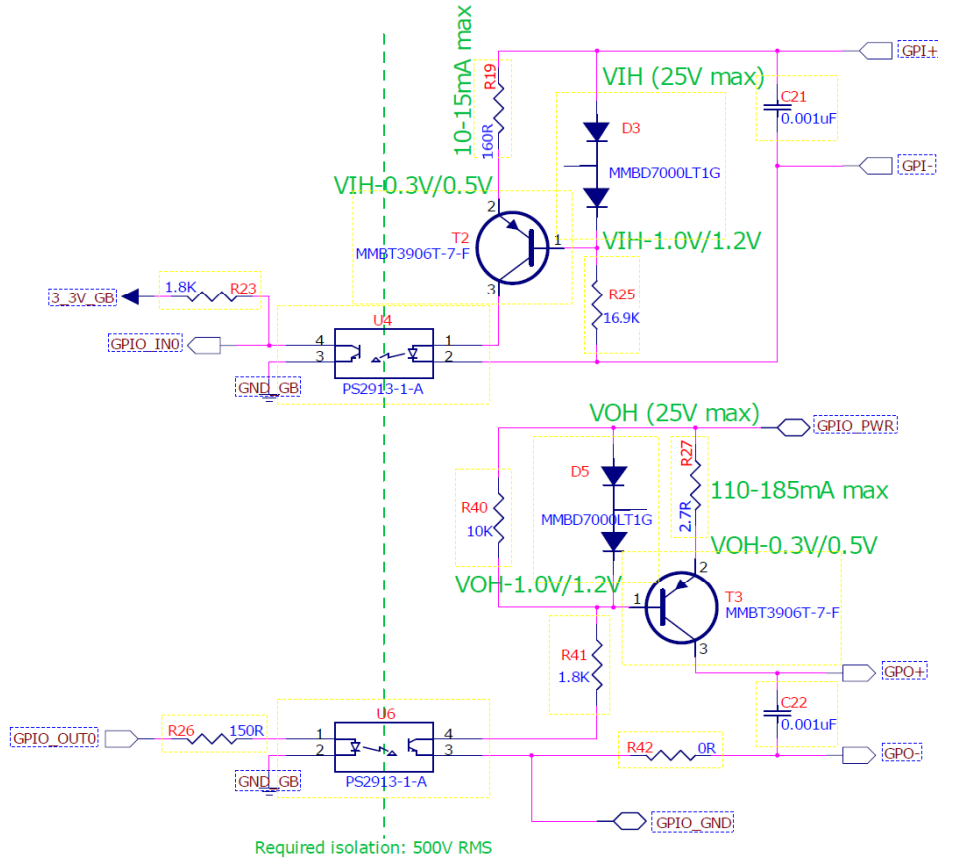 10-15mA max
R19
160R
VIH (25V max)
GPI+
C21
0.001uF
D3
MMBD7000LT1G
GPI-
VIH-0.3V/0.5V
2
T2
MMBT3906T-7-F
1
VIH-1.0V/1.2V
3
R25
16.9K
1.8K
R23
3_3V_GB
U4
GPIO_IN0
4
1
3
2
GND_GB
PS2913-1-A
VOH (25V max)
GPIO_PWR
R27
2.7R
D5
110-185mA max
R40
10K
MMBD7000LT1G
VOH-0.3V/0.5V
2
VOH-1.0V/1.2V
1
T3
MMBT3906T-7-F
3
R41
1.8K
GPO+
C22
0.001uF
U6
R26
150R
GPIO_OUT0
1
4
2
3
R42
0R
GPO-
GND_GB
PS2913-1-A
GPIO_GND
Required isolation: 500V RMS